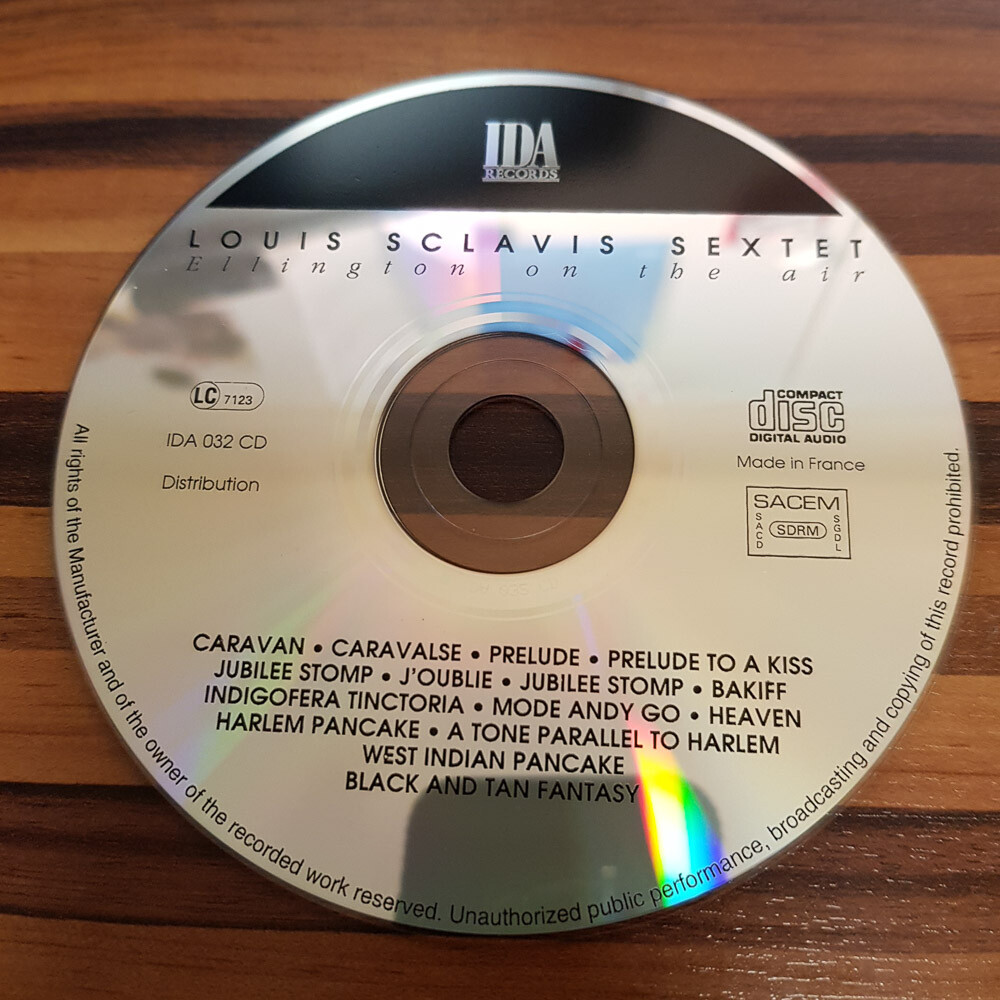 IDA
RECORDS
LOUIS SCLAVIS SEXTET
Ellington on the air
LC 7123
IDA 032 CD
Distribution
COMPACT
disc
DIGITAL AUDIO
Made in France
SACEM
SACD
SDRM
SGDL
CARAVAN • CARAVALSE • PRELUDE • PRELUDE TO A KISS
JUBILEE STOMP • J'OUBLIE • JUBILEE STOMP • BAKIFF
INDIGOFERA TINCTORIA • MODE ANDY GO • HEAVEN
HARLEM PANCAKE • A TONE PARALLEL TO HARLEM
WEST INDIAN PANCAKE
BLACK AND TAN FANTASY
All rights of the Manufacturer and of the owner of the recorded work reserved. Unauthorized public performance, broadcasting and copying of this record prohibited.